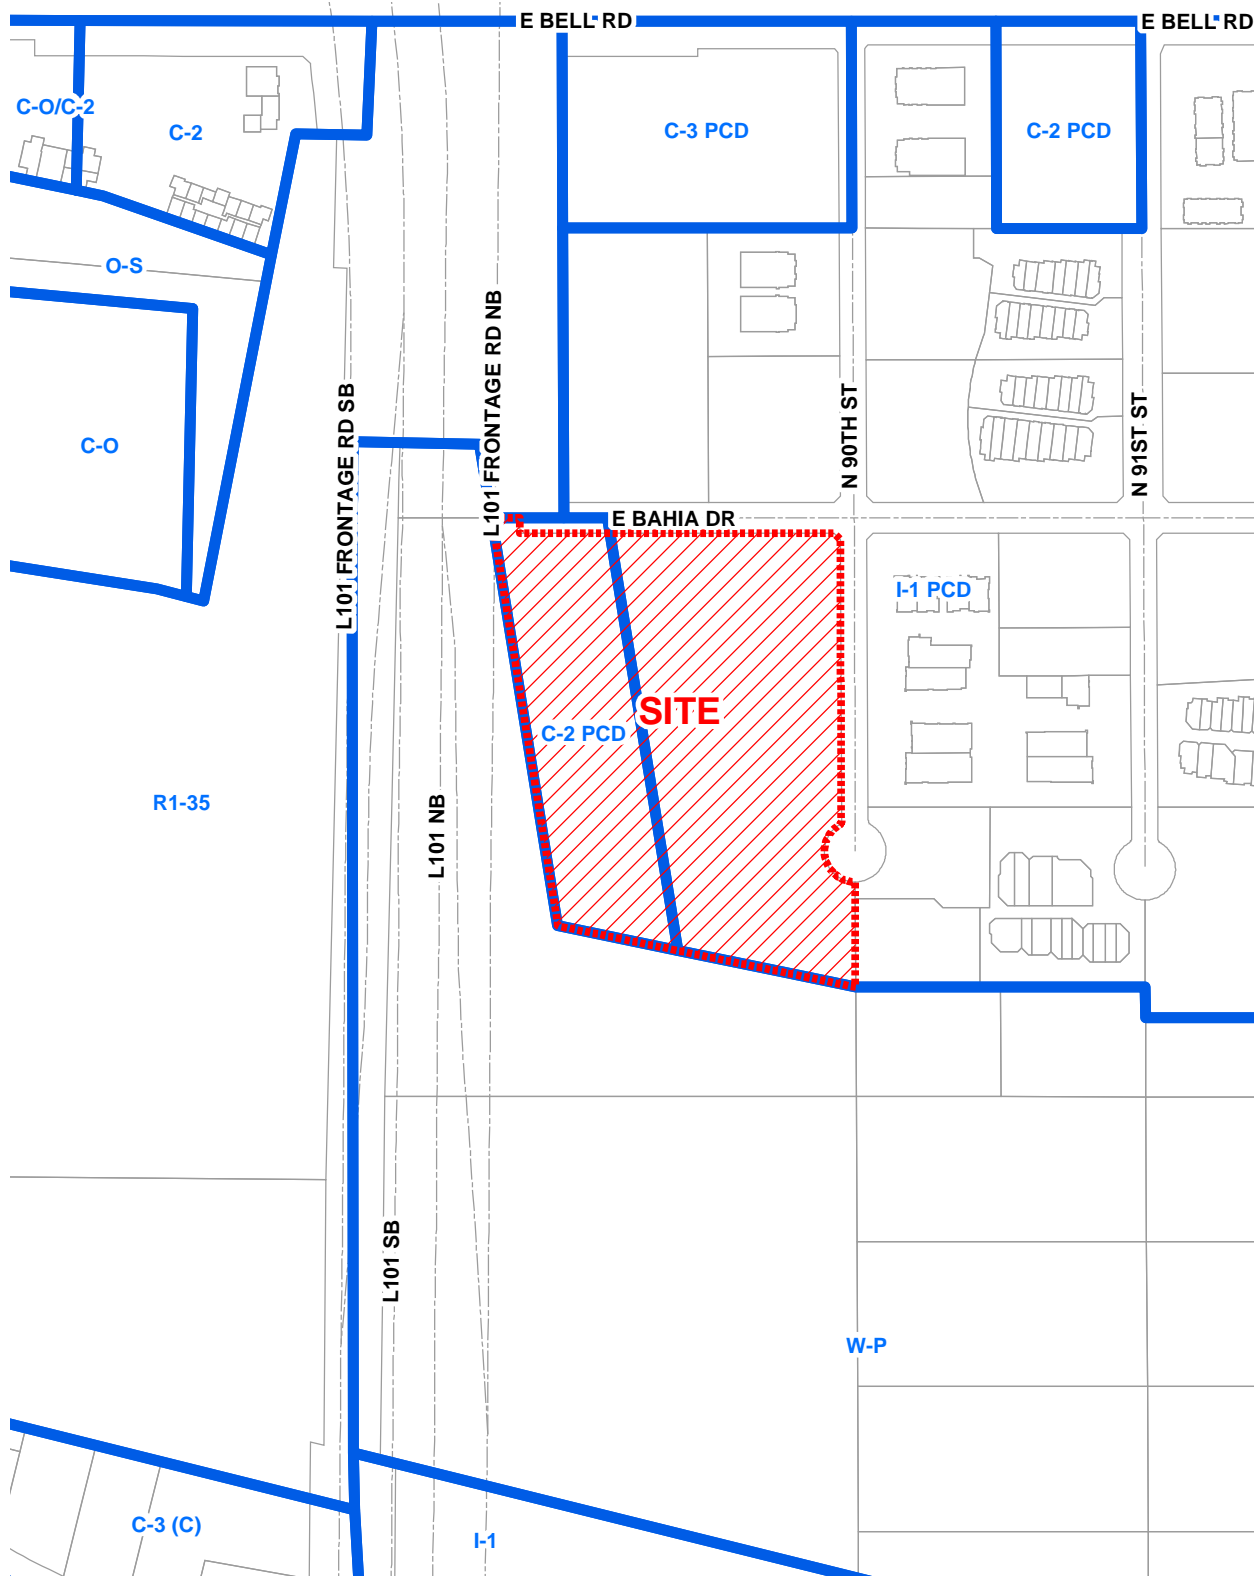 E BELL RD
E BELL RD
C-O/C-2
C-2
C-3 PCD
C-2 PCD
O-S
L101 FRONTAGE RD NB
L101 FRONTAGE RD SB
N 90TH ST
N 91ST ST
C-O
E BAHIA DR
I-1 PCD
SITE
C-2 PCD
R1-35
L101 NB
L101 SB
W-P
C-3 (C)
I-1